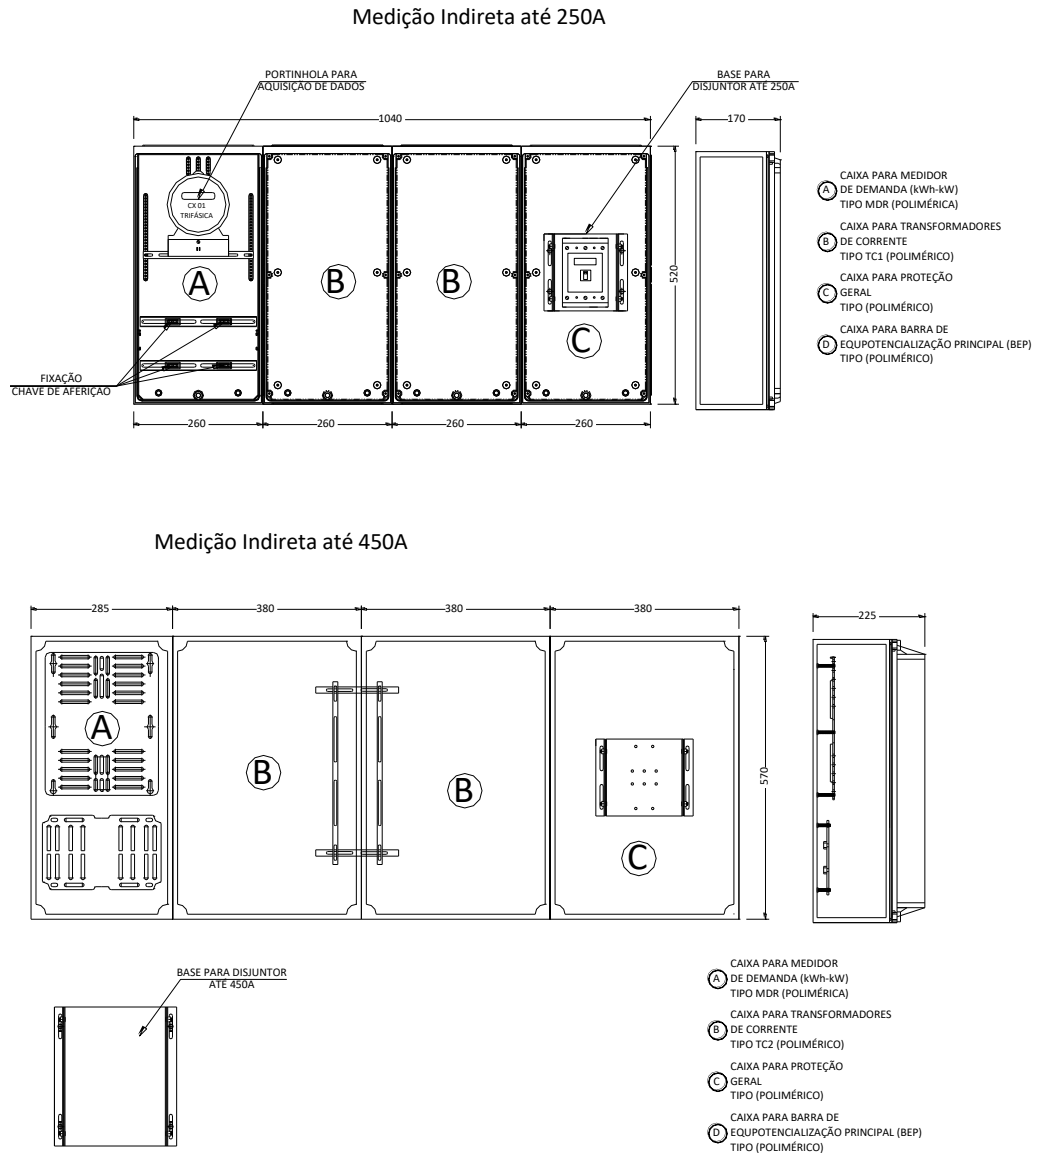 Medição Indireta até 250A
PORTINHOLA PARA
AQUISIÇAO DE DADOS
BASE PARA
DISJUNTOR ATÉ 250A
1040
170
CX 01
TRIFÁSICA
A
B
B
C
520
FIXAÇÃO
CHAVE DE AFERIÇAO
260
260
260
260
CAIXA PARA MEDIDOR
A DE DEMANDA (kWh-kW)
TIPO MDR (POLIMÉRICA)
CAIXA PARA TRANSFORMADORES
B DE CORRENTE
TIPO TC1 (POLIMÉRICO)
CAIXA PARA PROTEÇÃO
C GERAL
TIPO (POLIMÉRICO)
CAIXA PARA BARRA DE
D EQUPOTENCIALIZAÇÃO PRINCIPAL (BEP)
TIPO (POLIMÉRICO)
Medição Indireta até 450A
285
380
380
380
225
A
B
B
C
570
BASE PARA DISJUNTOR
ATÉ 450A
CAIXA PARA MEDIDOR
A DE DEMANDA (kWh-kW)
TIPO MDR (POLIMÉRICA)
CAIXA PARA TRANSFORMADORES
B DE CORRENTE
TIPO TC2 (POLIMÉRICO)
CAIXA PARA PROTEÇÃO
C GERAL
TIPO (POLIMÉRICO)
CAIXA PARA BARRA DE
D EQUPOTENCIALIZAÇÃO PRINCIPAL (BEP)
TIPO (POLIMÉRICO)